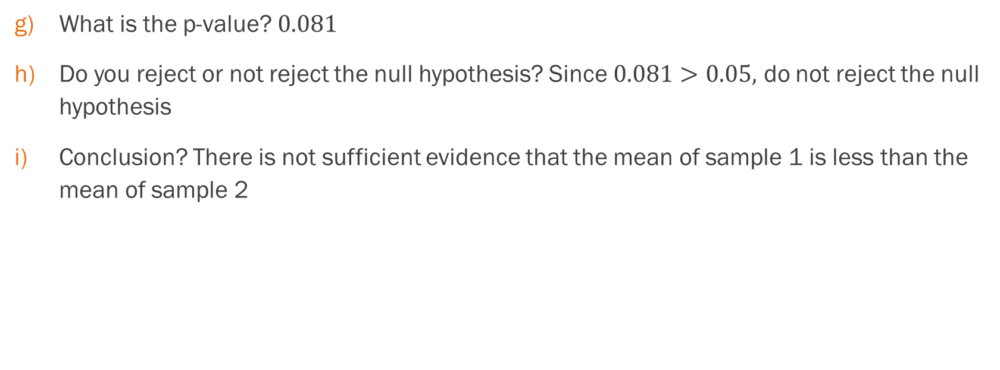 g) What is the p-value? 0.081
h) Do you reject or not reject the null hypothesis? Since 0.081 > 0.05, do not reject the null
hypothesis
i) Conclusion? There is not sufficient evidence that the mean of sample 1 is less than the
mean of sample 2